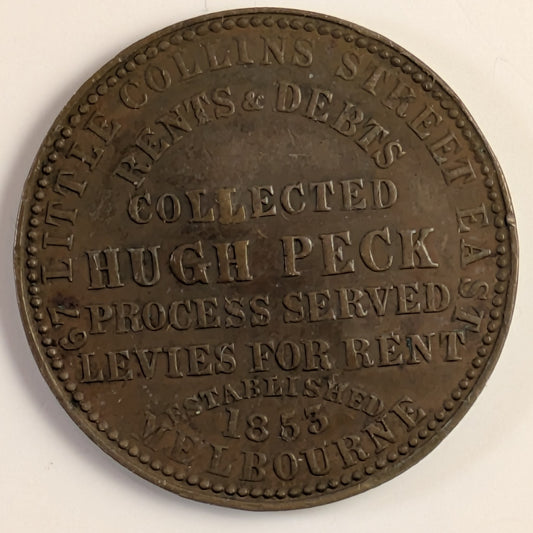 67 LITTLE COLLINS STREET EAST
RENTS & DEBTS
COLLECTED
HUGH PECK
PROCESS SERVED
LEVIES FOR RENT
ESTABLISHED
1853
MELBOURNE